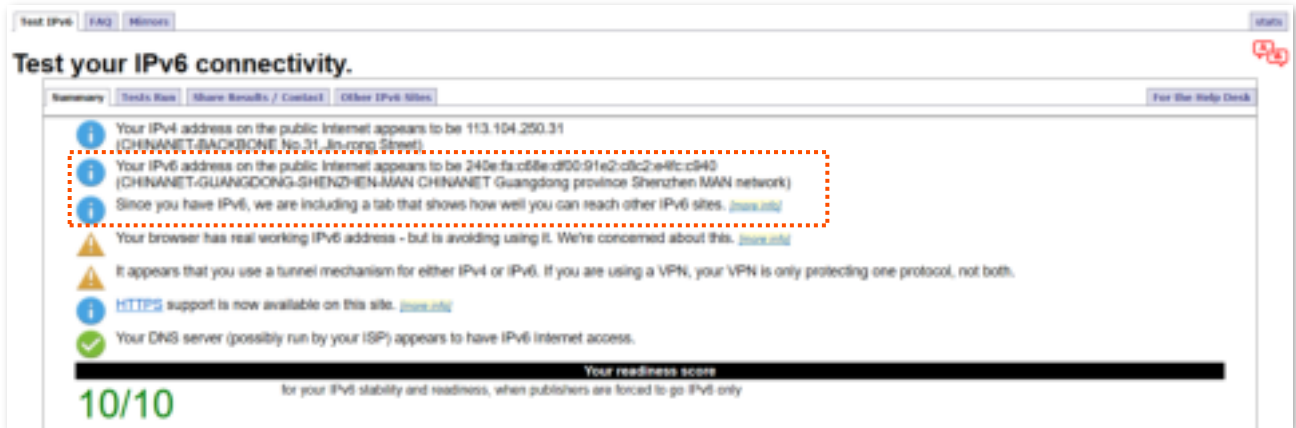 Test IPv6 FAQ Mirrors stats
Test your IPv6 connectivity.
Summary Tests Run Share Results / Contact Other IPv6 Sites For the Help Desk
Your IPv4 address on the public Internet appears to be 113.104.250.31
(CHINANET-BACKBONE No.31,Jin-rong Street)
Your IPv6 address on the public Internet appears to be 240e:fa:c68e:df00:91e2:c8c2:e4fc:c940
(CHINANET-GUANGDONG-SHENZHEN-MAN CHINANET Guangdong province Shenzhen MAN network)
Since you have IPv6, we are including a tab that shows how well you can reach other IPv6 sites. [more info]
Your browser has real working IPv6 address - but is avoiding using it. We're concerned about this. [more info]
It appears that you use a tunnel mechanism for either IPv4 or IPv6. If you are using a VPN, your VPN is only protecting one protocol, not both.
HTTPS support is now available on this site. [more info]
Your DNS server (possibly run by your ISP) appears to have IPv6 Internet access.
Your readiness score
10/10 for your IPv6 stability and readiness, when publishers are forced to go IPv6 only